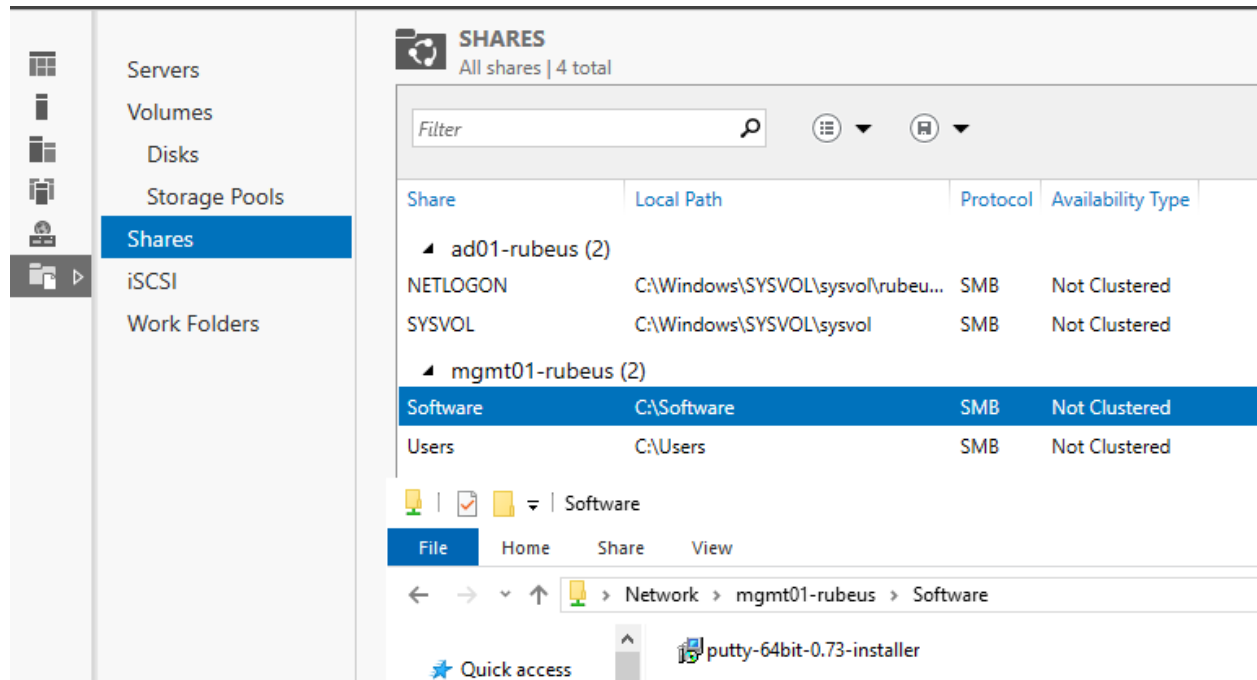 SHARES
All shares | 4 total
Servers
Volumes
Disks
Storage Pools
Shares
iSCSI
Work Folders
Filter
Share Local Path Protocol Availability Type
ad01-rubeus (2)
NETLOGON C:\Windows\SYSVOL\sysvol\rubeu... SMB Not Clustered
SYSVOL C:\Windows\SYSVOL\sysvol SMB Not Clustered
mgmt01-rubeus (2)
Software C:\Software SMB Not Clustered
Users C:\Users SMB Not Clustered
Software
File Home Share View
Network > mgmt01-rubeus > Software
putty-64bit-0.73-installer
Quick access